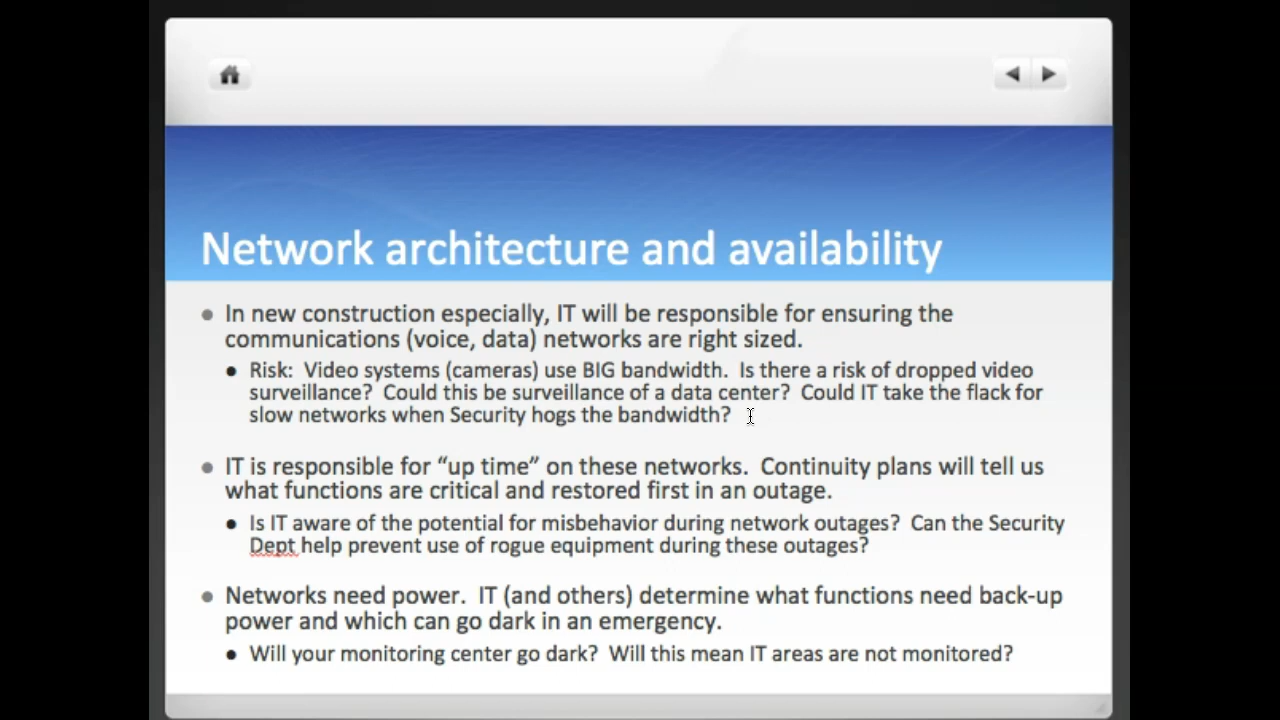 Network architecture and availability
In new construction especially, IT will be responsible for ensuring the
communications (voice, data) networks are right sized.
Risk:  Video systems (cameras) use BIG bandwidth.  Is there a risk of dropped video
surveillance?  Could this be surveillance of a data center?  Could IT take the flack for
slow networks when Security hogs the bandwidth?
IT is responsible for “up time” on these networks.  Continuity plans will tell us
what functions are critical and restored first in an outage.
Is IT aware of the potential for misbehavior during network outages?  Can the Security
Dept help prevent use of rogue equipment during these outages?
Networks need power.  IT (and others) determine what functions need back-up
power and which can go dark in an emergency.
Will your monitoring center go dark?  Will this mean IT areas are not monitored?